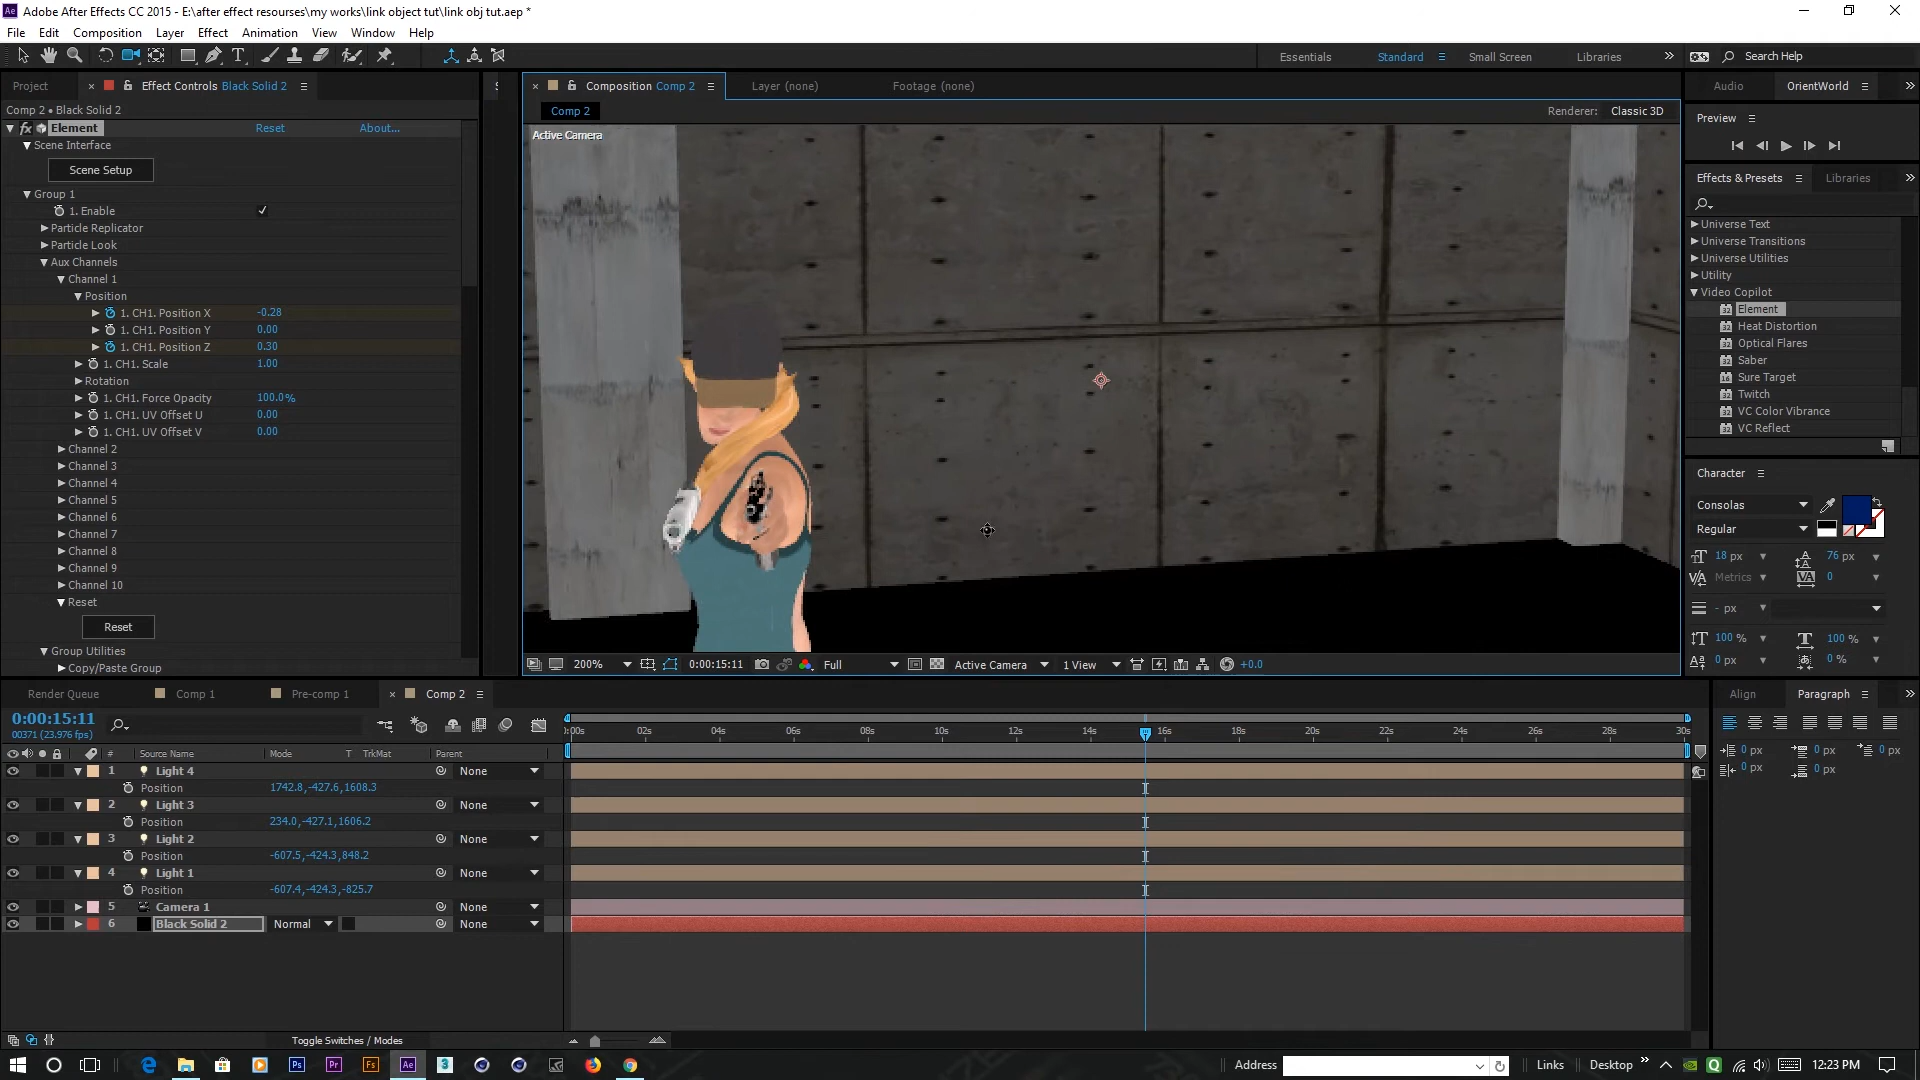 Adobe After Effects CC 2015 - E:\after effect resourses\my works\link object tut\link obj tut.aep *
File Edit Composition Layer Effect Animation View Window Help
Essentials Standard Small Screen Libraries Search Help
Project Effect Controls Black Solid 2
Composition Comp 2 Layer (none) Footage (none)
Audio OrientWorld
Comp 2 • Black Solid 2
Comp 2 Renderer: Classic 3D
Element Reset About...
Active Camera
Preview
Scene Interface
Scene Setup
Group 1
1. Enable
Particle Replicator
Particle Look
Aux Channels
Channel 1
Position
1. CH1. Position X -0.28
1. CH1. Position Y 0.00
1. CH1. Position Z 0.30
1. CH1. Scale 1.00
Rotation
1. CH1. Force Opacity 100.0%
1. CH1. UV Offset U 0.00
1. CH1. UV Offset V 0.00
Channel 2
Channel 3
Channel 4
Channel 5
Channel 6
Channel 7
Channel 8
Channel 9
Channel 10
Reset
Reset
Group Utilities
Copy/Paste Group
Effects & Presets Libraries
Universe Text
Universe Transitions
Universe Utilities
Utility
Video Copilot
Element
Heat Distortion
Optical Flares
Saber
Sure Target
Twitch
VC Color Vibrance
VC Reflect
Character
Consolas
Regular
18 px 76 px
Metrics 0
- px
100 % 100 %
0 px 0 %
200% 0:00:15:11 Full Active Camera 1 View +0.0
Render Queue Comp 1 Pre-comp 1 Comp 2
Align Paragraph
0:00:15:11
00371 (23.976 fps)
:00s 02s 04s 06s 08s 10s 12s 14s 16s 18s 20s 22s 24s 26s 28s 30s
# Source Name Mode T TrkMat Parent
0 px 0 px 0 px
0 px 0 px
1 Light 4 None
Position 1742.8,-427.6,1608.3
2 Light 3 None
Position 234.0,-427.1,1606.2
3 Light 2 None
Position -607.5,-424.3,848.2
4 Light 1 None
Position -607.4,-424.3,-825.7
5 Camera 1 None
6 Black Solid 2 Normal None
Toggle Switches / Modes
Address Links Desktop 12:23 PM